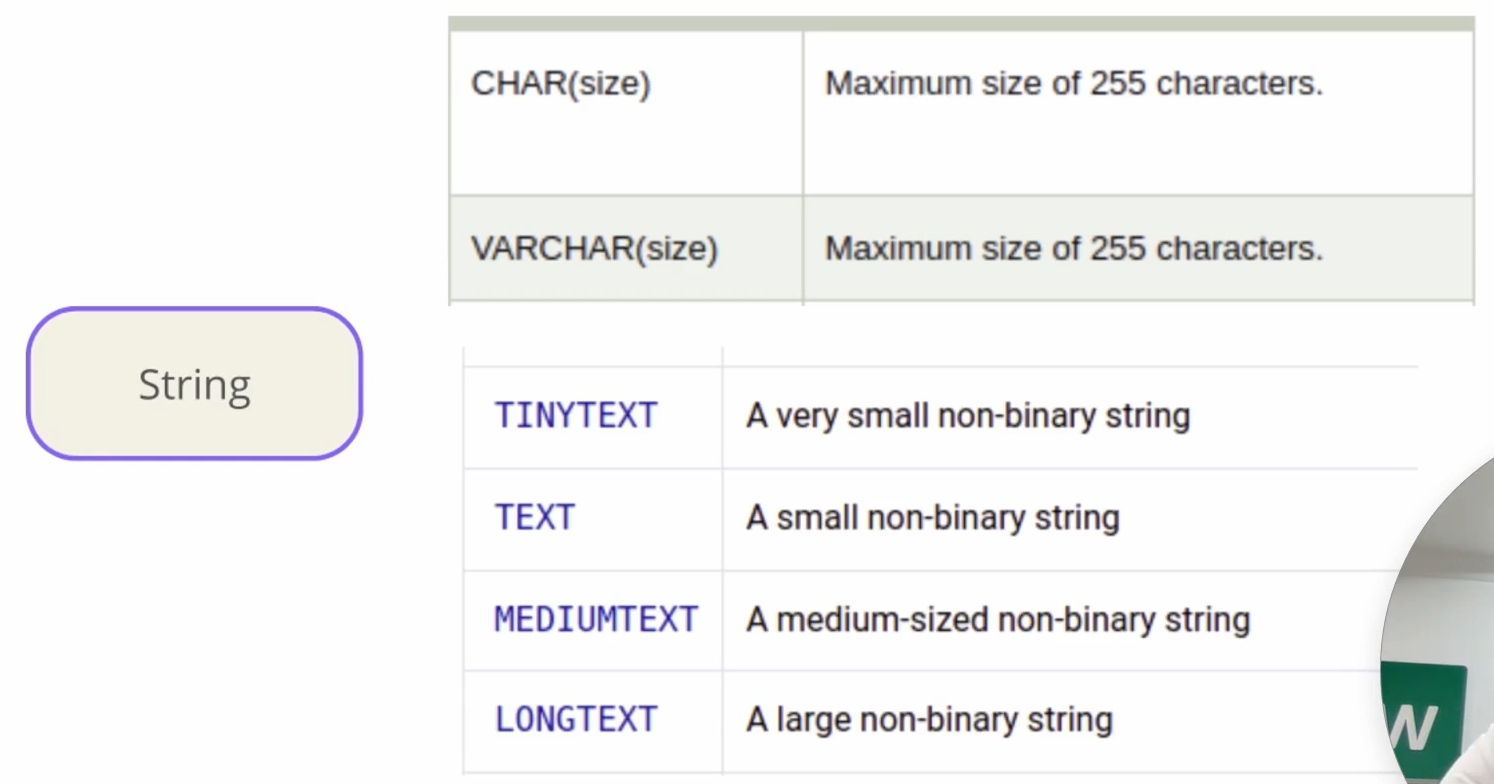 CHAR(size) Maximum size of 255 characters.
VARCHAR(size) Maximum size of 255 characters.
String
TINYTEXT A very small non-binary string
TEXT A small non-binary string
MEDIUMTEXT A medium-sized non-binary string
LONGTEXT A large non-binary string
W